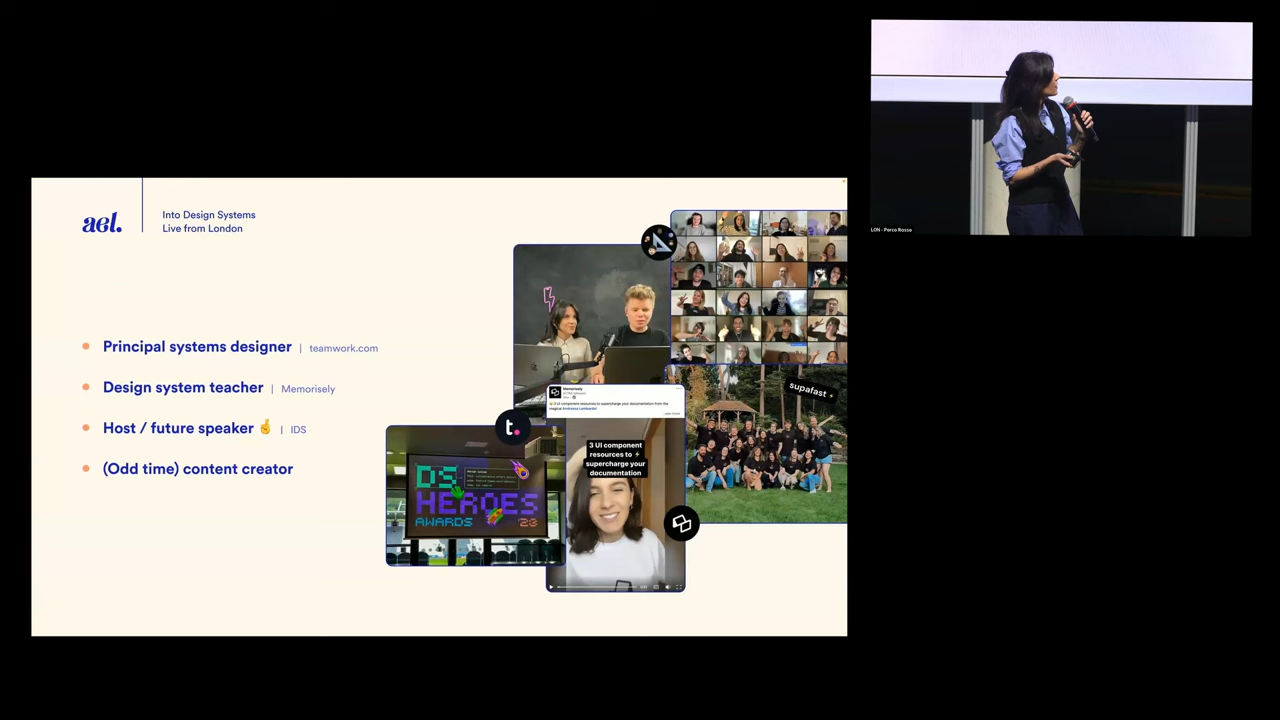 ael.
Into Design Systems
Live from London
Principal systems designer | teamwork.com
Design system teacher | Memorisely
Host / future speaker 🤞 | IDS
(Odd time) content creator
supafast⚡
Memorisely
3 UI component
resources to ⚡
supercharge your
documentation
t.
DS
HEROES
AWARDS '23
LON - Porco Rosso